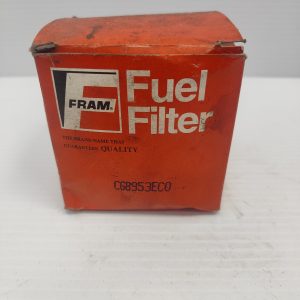 FRAM®
Fuel
Filter
THE BRAND NAME THAT
GUARANTEES QUALITY
CG8953ECO